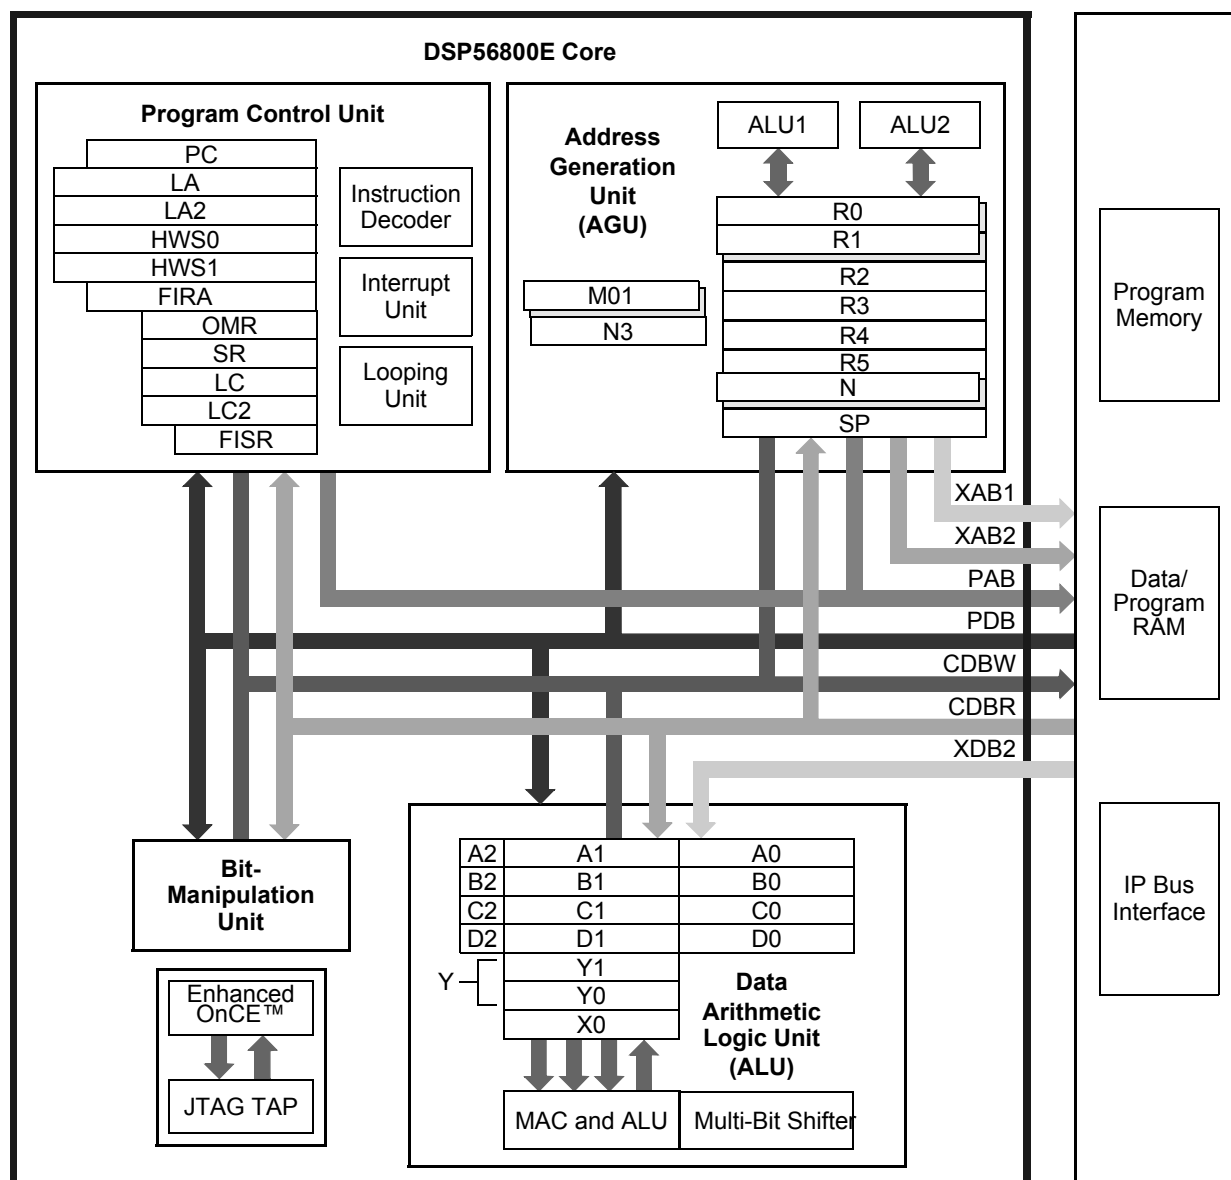 DSP56800E Core
Program Control Unit
PC
LA
LA2
HWS0
HWS1
FIRA
OMR
SR
LC
LC2
FISR
Instruction
Decoder
Interrupt
Unit
Looping
Unit
Address
Generation
Unit
(AGU)
ALU1
ALU2
R0
R1
R2
R3
R4
R5
N
SP
M01
N3
XAB1
XAB2
PAB
PDB
CDBW
CDBR
XDB2
Program
Memory
Data/
Program
RAM
IP Bus
Interface
Bit-
Manipulation
Unit
Enhanced
OnCE™
JTAG TAP
A2 A1 A0
B2 B1 B0
C2 C1 C0
D2 D1 D0
Y
Y1
Y0
X0
Data
Arithmetic
Logic Unit
(ALU)
MAC and ALU
Multi-Bit Shifter